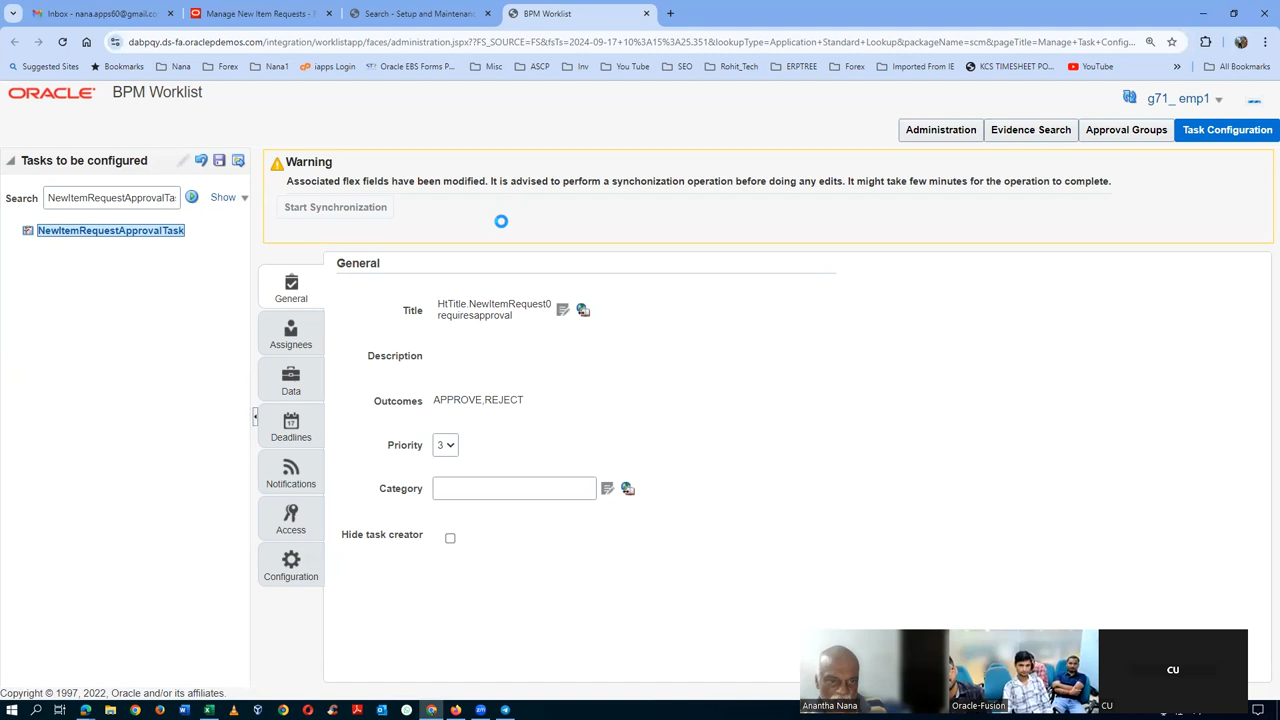 Inbox - nana.apps60@gmail.co
Manage New Item Requests - F
Search - Setup and Maintenanc
BPM Worklist
dabpqy.ds-fa.oraclepdemos.com/integration/worklistapp/faces/administration.jspx??FS_SOURCE=FS&fsTs=2024-09-17+10%3A15%3A25.351&lookupType=Application+Standard+Lookup&packageName=scm&pageTitle=Manage+Task+Config...
Suggested Sites
Bookmarks
Nana
Forex
Nana1
iapps Login
Oracle EBS Forms P...
Misc
ASCP
Inv
You Tube
SEO
Rohit_Tech
ERPTREE
Forex
Imported From IE
KCS TIMESHEET PO...
YouTube
All Bookmarks
ORACLE
BPM Worklist
g71_ emp1
Administration
Evidence Search
Approval Groups
Task Configuration
Tasks to be configured
Search
NewItemRequestApprovalTa
Show
NewItemRequestApprovalTask
Warning
Associated flex fields have been modified. It is advised to perform a synchonization operation before doing any edits. It might take few minutes for the operation to complete.
Start Synchronization
General
Assignees
Data
Deadlines
Notifications
Access
Configuration
General
Title
HtTitle.NewItemRequest0
requiresapproval
Description
Outcomes
APPROVE,REJECT
Priority
3
Category
Hide task creator
Anantha Nana
Oracle-Fusion
CU
CU
Copyright © 1997, 2022, Oracle and/or its affiliates.